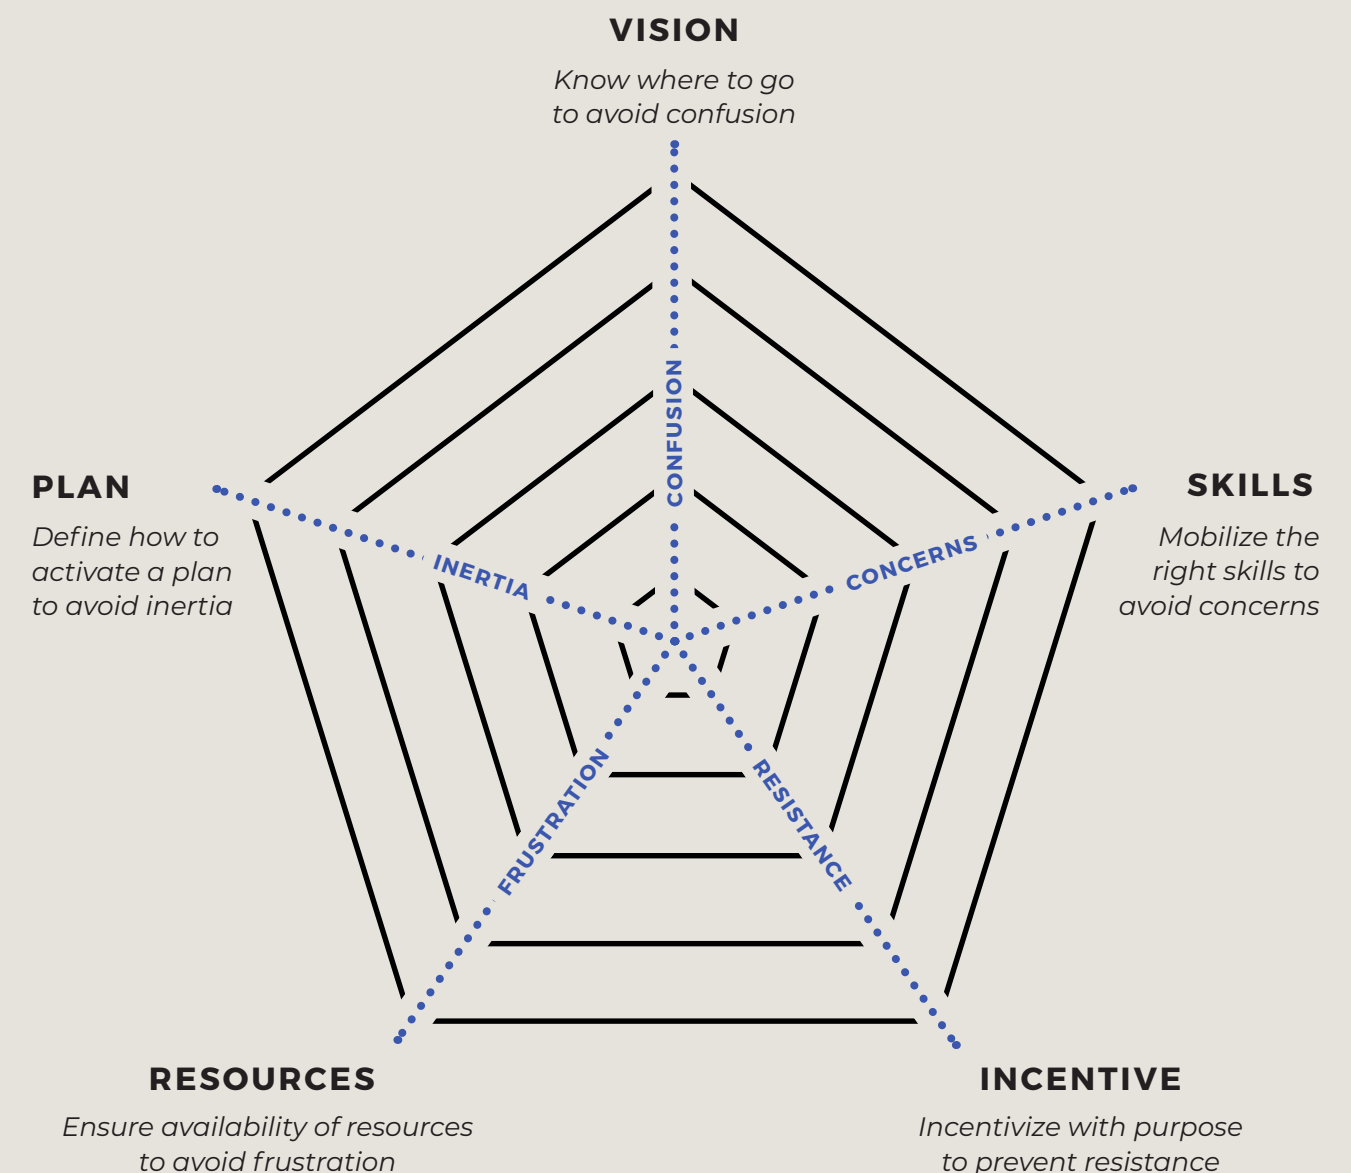 VISION
Know where to go
to avoid confusion
CONFUSION
PLAN
Define how to
activate a plan
to avoid inertia
INERTIA
CONCERNS
SKILLS
Mobilize the
right skills to
avoid concerns
FRUSTRATION
RESISTANCE
RESOURCES
Ensure availability of resources
to avoid frustration
INCENTIVE
Incentivize with purpose
to prevent resistance